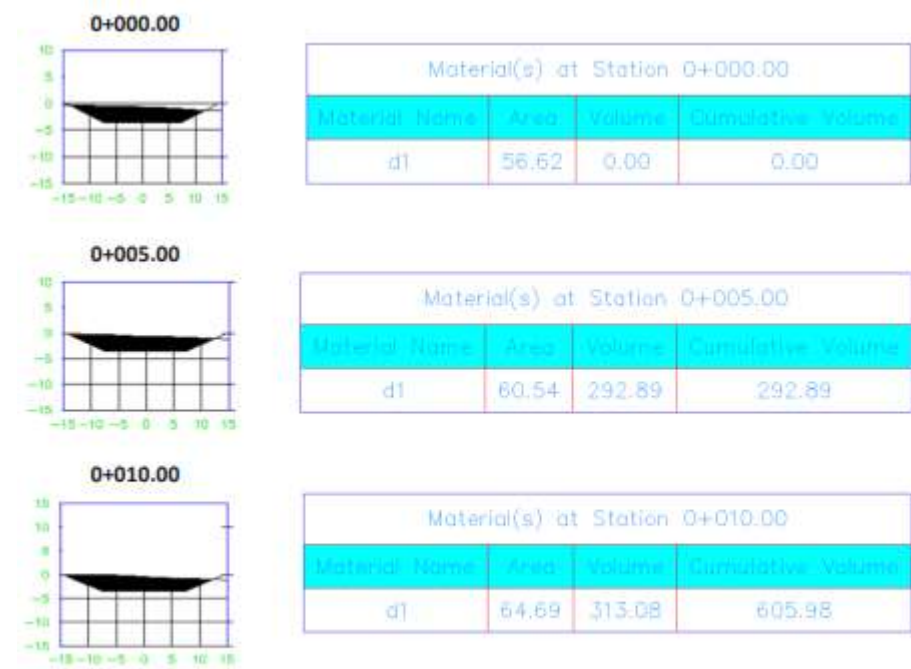 0+000.00
10
5
0
-5
-10
-15
-15 -10 -5 0 5 10 15
Material(s) at Station 0+000.00
Material Name Area Volume Cumulative Volume
d1 56.62 0.00 0.00
0+005.00
10
5
0
-5
-10
-15
-15 -10 -5 0 5 10 15
Material(s) at Station 0+005.00
Material Name Area Volume Cumulative Volume
d1 60.54 292.89 292.89
0+010.00
15
10
5
0
-5
-10
-15
-15 -10 -5 0 5 10 15
Material(s) at Station 0+010.00
Material Name Area Volume Cumulative Volume
d1 64.69 313.08 605.98